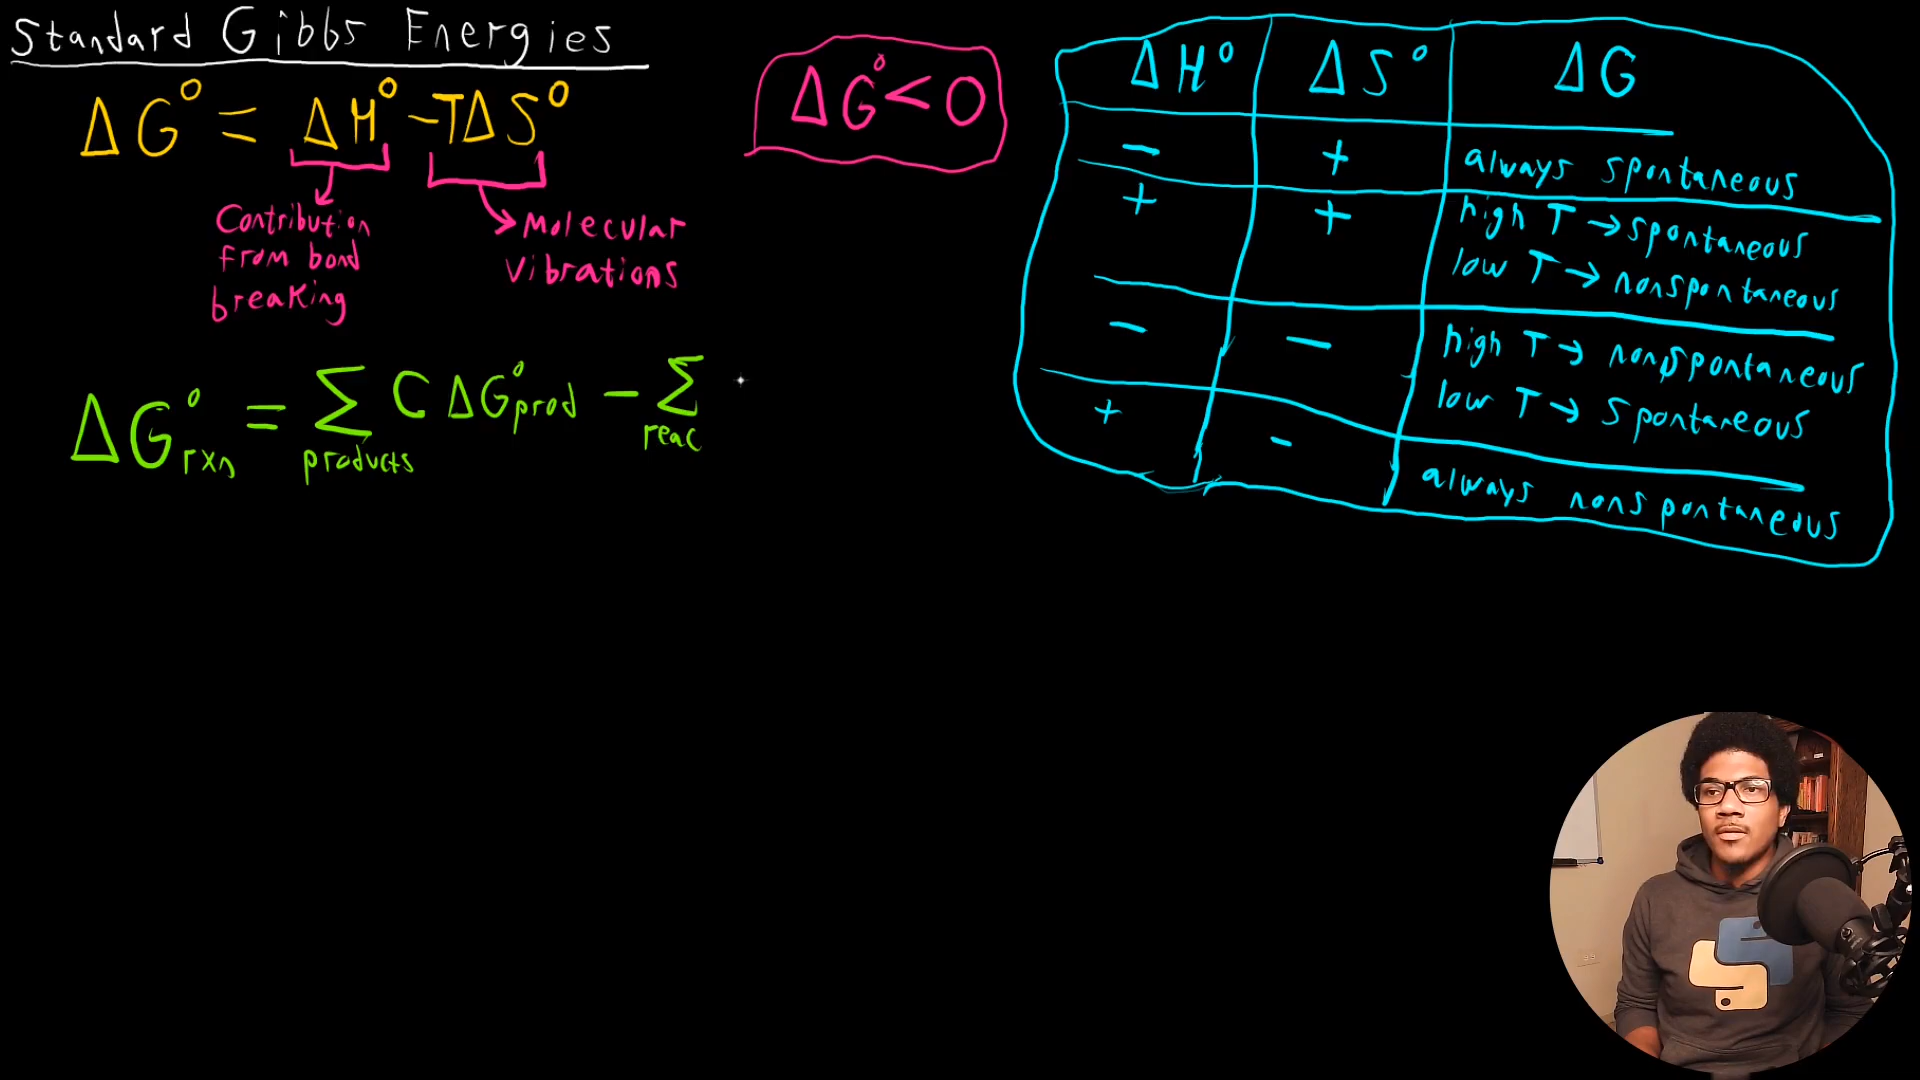 Standard Gibbs Energies
ΔG° = ΔH° - TΔS°
Contribution
From bond
breaking
Molecular
Vibrations
ΔG° < 0
ΔG°rxn = Σ C ΔG°prod - Σ
products
reac
ΔH° ΔS° ΔG
- + always spontaneous
+ + high T → spontaneous
low T → nonspontaneous
- - high T → nonspontaneous
low T → spontaneous
+ - always nonspontaneous